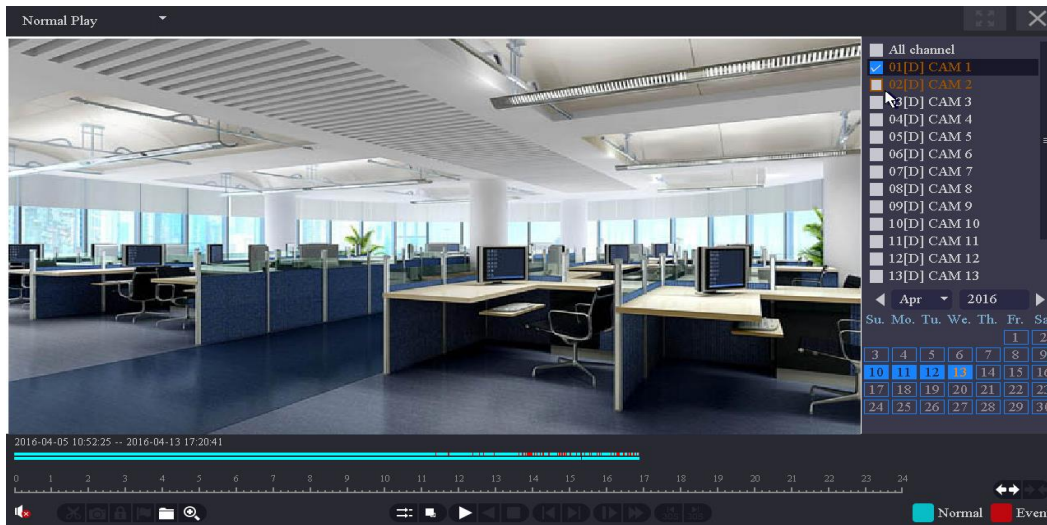 Normal Play
All channel
01[D] CAM 1
02[D] CAM 2
03[D] CAM 3
04[D] CAM 4
05[D] CAM 5
06[D] CAM 6
07[D] CAM 7
08[D] CAM 8
09[D] CAM 9
10[D] CAM 10
11[D] CAM 11
12[D] CAM 12
13[D] CAM 13
Apr 2016
Su. Mo. Tu. We. Th. Fr. Sa
1 2
3 4 5 6 7 8 9
10 11 12 13 14 15 16
17 18 19 20 21 22 23
24 25 26 27 28 29 30
2016-04-05 10:52:25 -- 2016-04-13 17:20:41
0 1 2 3 4 5 6 7 8 9 10 11 12 13 14 15 16 17 18 19 20 21 22 23 24
Normal Even